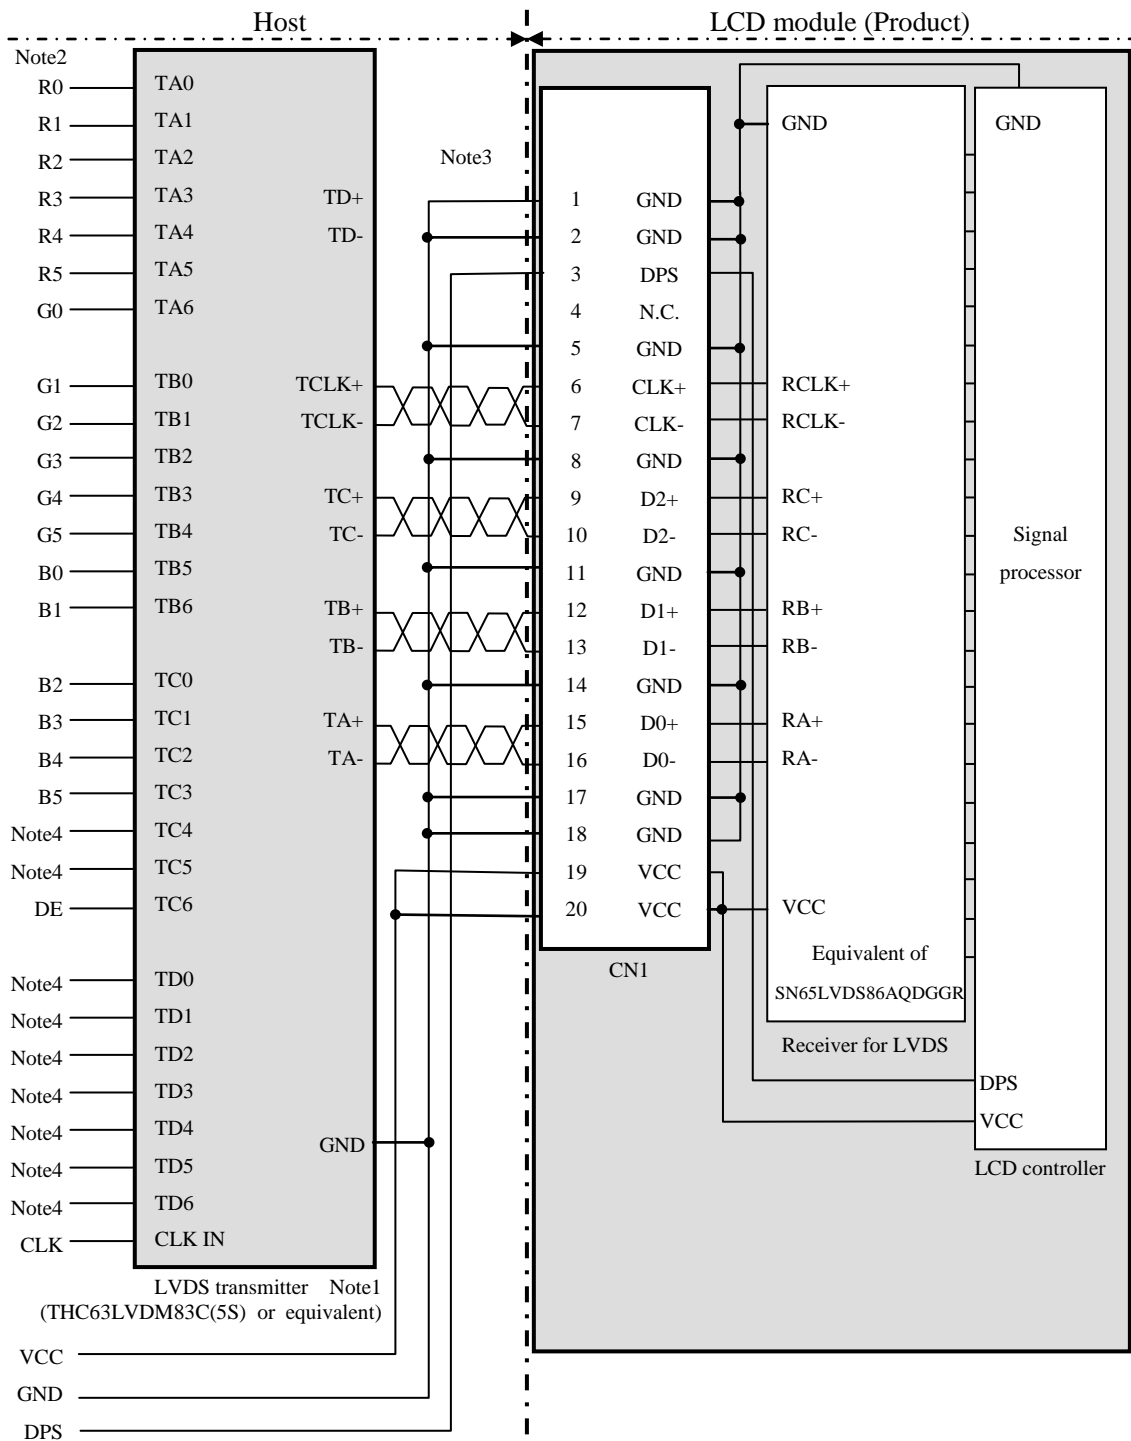 Host
LCD module (Product)
Note2
R0 TA0
R1 TA1
R2 TA2
R3 TA3 TD+
R4 TA4 TD-
R5 TA5
G0 TA6
G1 TB0 TCLK+
G2 TB1 TCLK-
G3 TB2
G4 TB3 TC+
G5 TB4 TC-
B0 TB5
B1 TB6 TB+
TB-
B2 TC0
B3 TC1 TA+
B4 TC2 TA-
B5 TC3
Note4 TC4
Note4 TC5
DE TC6
Note4 TD0
Note4 TD1
Note4 TD2
Note4 TD3
Note4 TD4 GND
Note4 TD5
Note4 TD6
CLK CLK IN
LVDS transmitter Note1
(THC63LVDM83C(5S) or equivalent)
VCC
GND
DPS
Note3
1 GND
2 GND
3 DPS
4 N.C.
5 GND
6 CLK+
7 CLK-
8 GND
9 D2+
10 D2-
11 GND
12 D1+
13 D1-
14 GND
15 D0+
16 D0-
17 GND
18 GND
19 VCC
20 VCC
CN1
GND
RCLK+
RCLK-
RC+
RC-
RB+
RB-
RA+
RA-
VCC
Equivalent of
SN65LVDS86AQDGGR
Receiver for LVDS
GND
Signal
processor
DPS
VCC
LCD controller